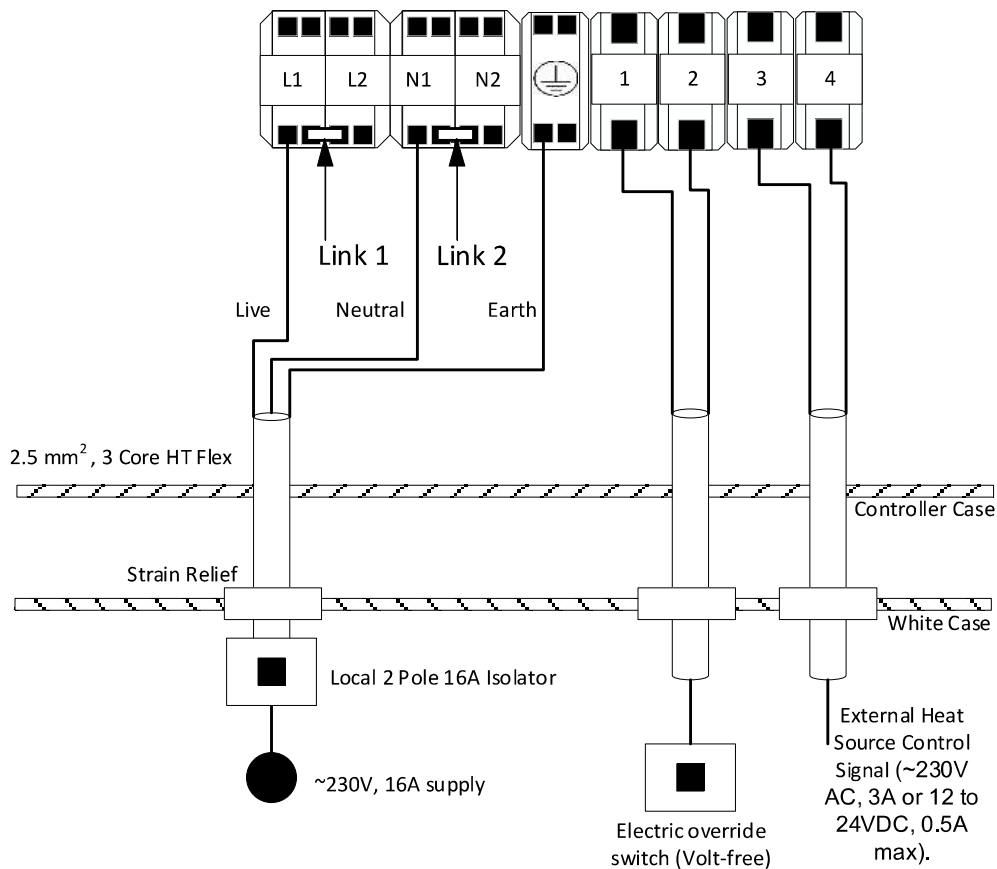 L1 L2 N1 N2 1 2 3 4
Link 1 Link 2
Live Neutral Earth
2.5 mm², 3 Core HT Flex
Controller Case
Strain Relief
White Case
Local 2 Pole 16A Isolator
~230V, 16A supply
Electric override
switch (Volt-free)
External Heat
Source Control
Signal (~230V
AC, 3A or 12 to
24VDC, 0.5A
max).